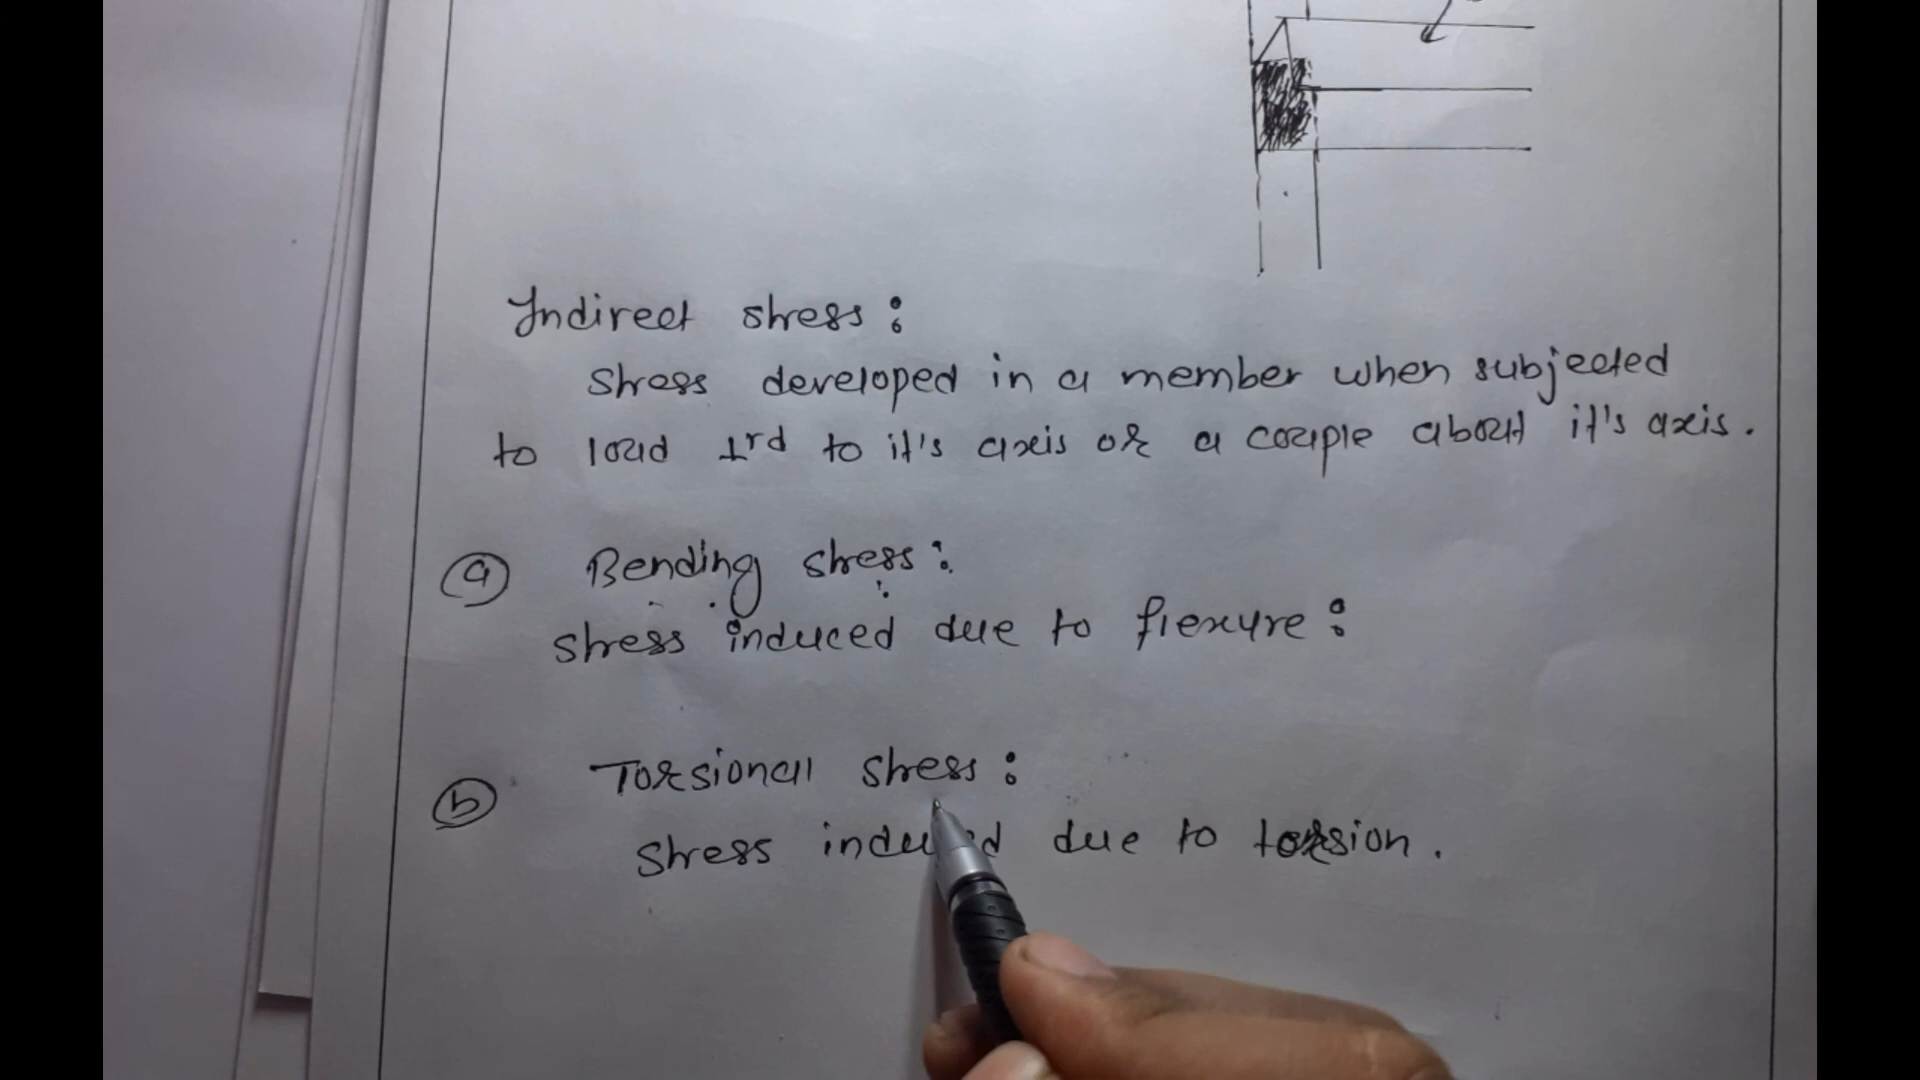 Indirect stress:
stress developed in a member when subjected
to load ⊥rd to it's axis or a couple about it's axis.
(a) Bending stress:
stress induced due to flexure:
(b) Torsional stress:
stress induced due to torsion.